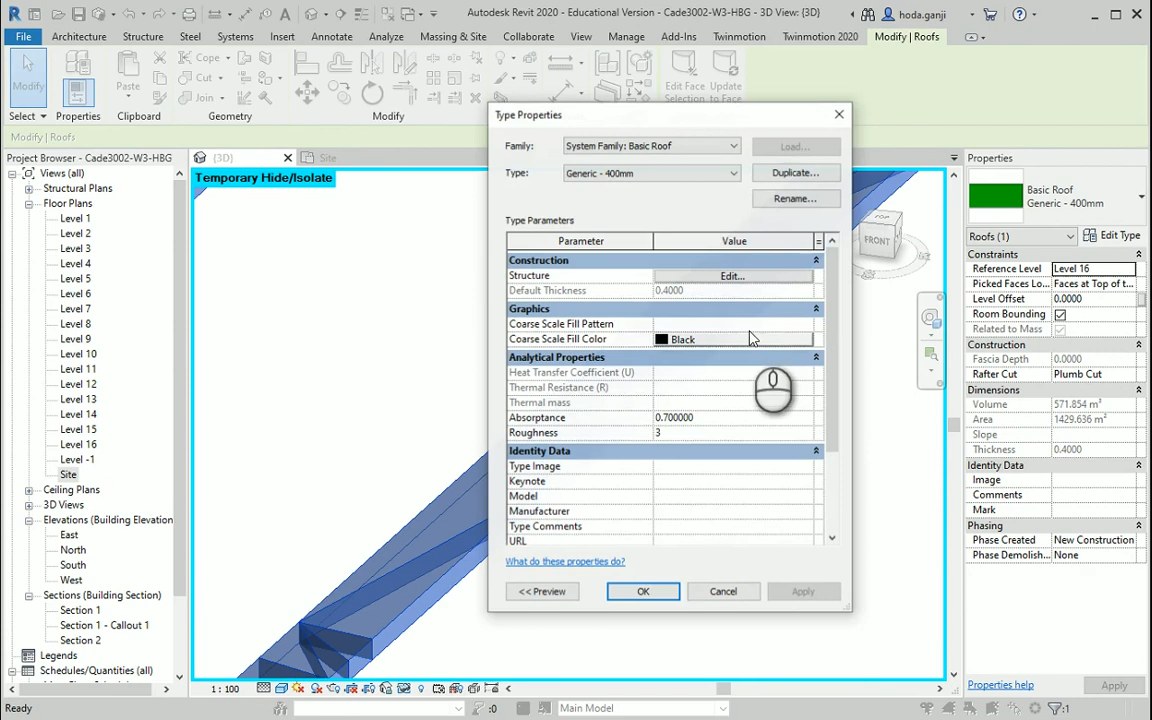 Autodesk Revit 2020 - Educational Version - Cade3002-W3-HBG - 3D View: {3D}
hoda.ganji
File Architecture Structure Steel Systems Insert Annotate Analyze Massing & Site Collaborate View Manage Add-Ins Twinmotion Twinmotion 2020 Modify | Roofs
Modify
Paste
Cope
Cut
Join
Edit Face Selection
Update to Face
Select Properties Clipboard Geometry Modify
Modify | Roofs
Project Browser - Cade3002-W3-HBG
Views (all)
Structural Plans
Floor Plans
Level 1
Level 2
Level 3
Level 4
Level 5
Level 6
Level 7
Level 8
Level 9
Level 10
Level 11
Level 12
Level 13
Level 14
Level 15
Level 16
Level -1
Site
Ceiling Plans
3D Views
Elevations (Building Elevation
East
North
South
West
Sections (Building Section)
Section 1
Section 1 - Callout 1
Section 2
Legends
Schedules/Quantities (all)
{3D}
Site
Temporary Hide/Isolate
TOP
FRONT
Type Properties
Family: System Family: Basic Roof Load...
Type: Generic - 400mm Duplicate...
Rename...
Type Parameters
Parameter Value =
Construction
Structure Edit...
Default Thickness 0.4000
Graphics
Coarse Scale Fill Pattern
Coarse Scale Fill Color Black
Analytical Properties
Heat Transfer Coefficient (U)
Thermal Resistance (R)
Thermal mass
Absorptance 0.700000
Roughness 3
Identity Data
Type Image
Keynote
Model
Manufacturer
Type Comments
URL
What do these properties do?
<< Preview OK Cancel Apply
Properties
Basic Roof
Generic - 400mm
Roofs (1) Edit Type
Constraints
Reference Level Level 16
Picked Faces Lo... Faces at Top of t...
Level Offset 0.0000
Room Bounding
Related to Mass
Construction
Fascia Depth 0.0000
Rafter Cut Plumb Cut
Dimensions
Volume 571.854 m³
Area 1429.636 m²
Slope
Thickness 0.4000
Identity Data
Image
Comments
Mark
Phasing
Phase Created New Construction
Phase Demolish... None
Properties help Apply
1 : 100
Ready :0 Main Model :1